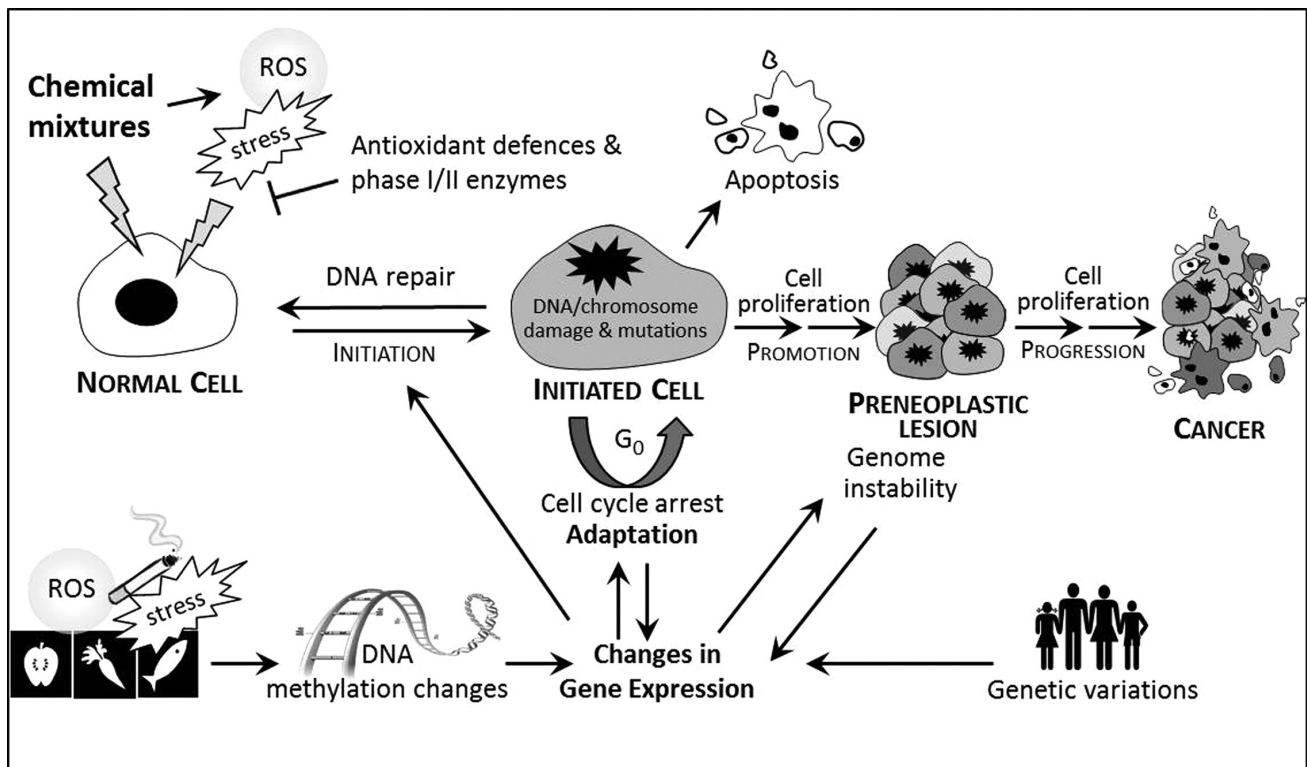 ROS
Chemical
mixtures
stress
Antioxidant defences &
phase I/II enzymes
Apoptosis
DNA repair
INITIATION
NORMAL CELL
DNA/chromosome
damage & mutations
INITIATED CELL
Cell
proliferation
PROMOTION
PRENEOPLASTIC
LESION
Genome
instability
Cell
proliferation
PROGRESSION
CANCER
G0
Cell cycle arrest
Adaptation
ROS
stress
DNA
methylation changes
Changes in
Gene Expression
Genetic variations